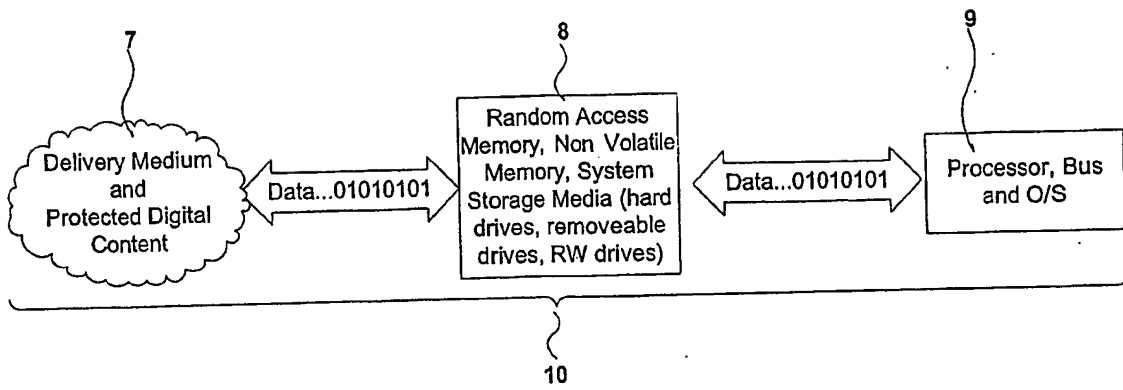 7
8
9
Delivery Medium
and
Protected Digital
Content
Data...01010101
Random Access
Memory, Non Volatile
Memory, System
Storage Media (hard
drives, removeable
drives, RW drives)
Data...01010101
Processor, Bus
and O/S
10